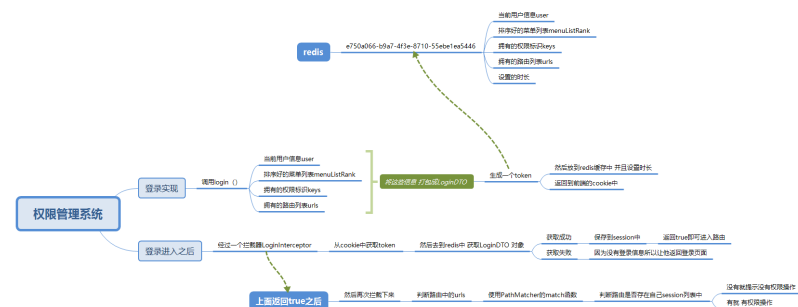 当前用户信息user
排序好的菜单列表menuListRank
redis
e750a066-b9a7-4f3e-8710-55ebe1ea5446
拥有的权限标识keys
拥有的路由列表urls
设置的时长
当前用户信息user
然后放到redis缓存中 并且设置时长
排序好的菜单列表menuListRank
登录实现
调用login（）
将这些信息 打包成LoginDTO
生成一个token
拥有的权限标识keys
返回到前端的cookie中
拥有的路由列表urls
权限管理系统
获取成功
保存到session中
返回true即可进入路由
登录进入之后
经过一个拦截器LoginInterceptor
从cookie中获取token
然后去到redis中 获取LoginDTO 对象
获取失败
因为没有登录信息所以让他返回登录页面
没有就提示没有权限操作
上面返回true之后
然后再次拦截下来
判断路由中的urls
使用PathMatcher的match函数
判断路由是否存在自己session列表中
有就 有权限操作